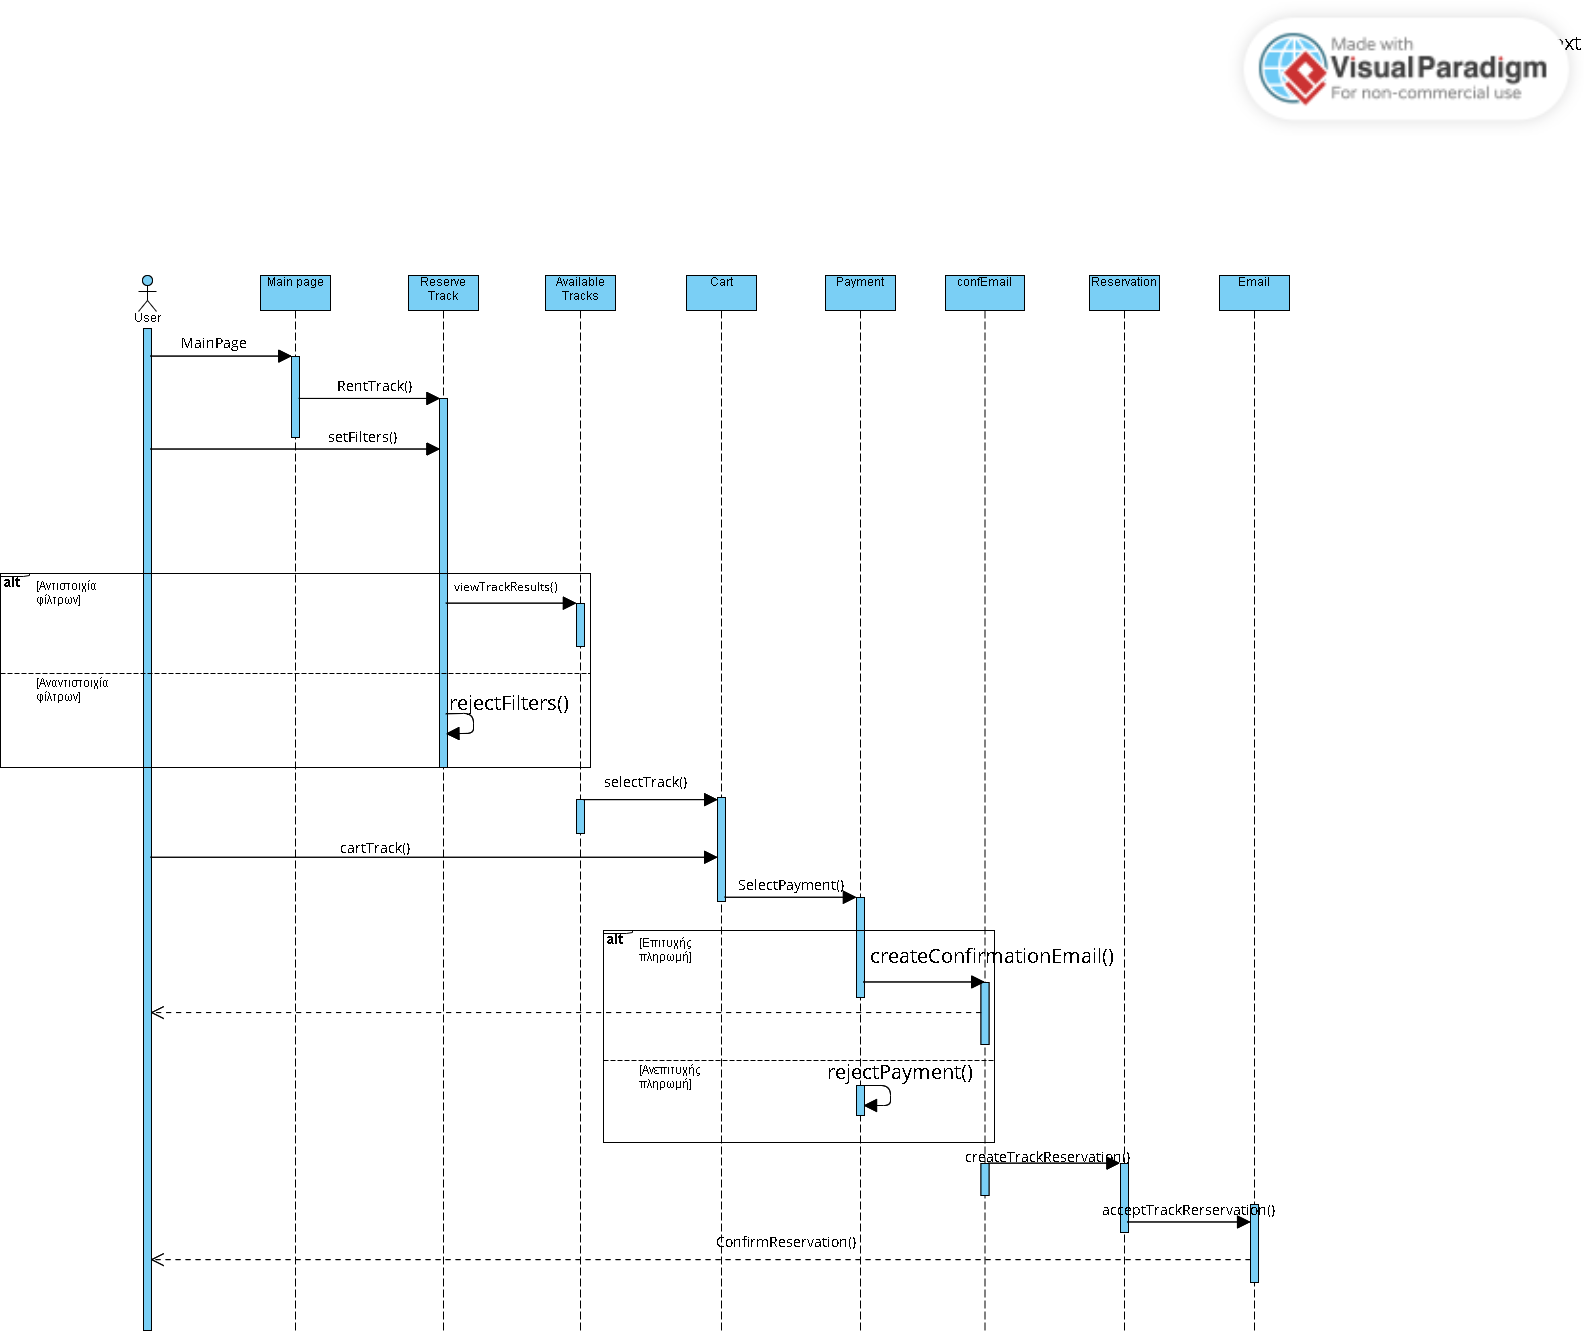 Made with
Visual Paradigm
For non-commercial use
User
Main page
Reserve
Track
Available
Tracks
Cart
Payment
confEmail
Reservation
Email
MainPage
RentTrack()
setFilters()
alt
[Αντιστοιχία
φίλτρων]
viewTrackResults()
[Αναντιστοιχία
φίλτρων]
rejectFilters()
selectTrack()
cartTrack()
SelectPayment()
alt
[Επιτυχής
πληρωμή]
createConfirmationEmail()
[Ανεπιτυχής
πληρωμή]
rejectPayment()
createTrackReservation()
acceptTrackRerservation()
ConfirmReservation()